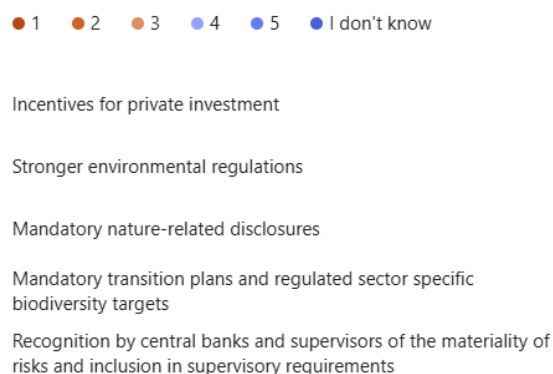 1 2 3 4 5 I don't know
Incentives for private investment
Stronger environmental regulations
Mandatory nature-related disclosures
Mandatory transition plans and regulated sector specific
biodiversity targets
Recognition by central banks and supervisors of the materiality of
risks and inclusion in supervisory requirements